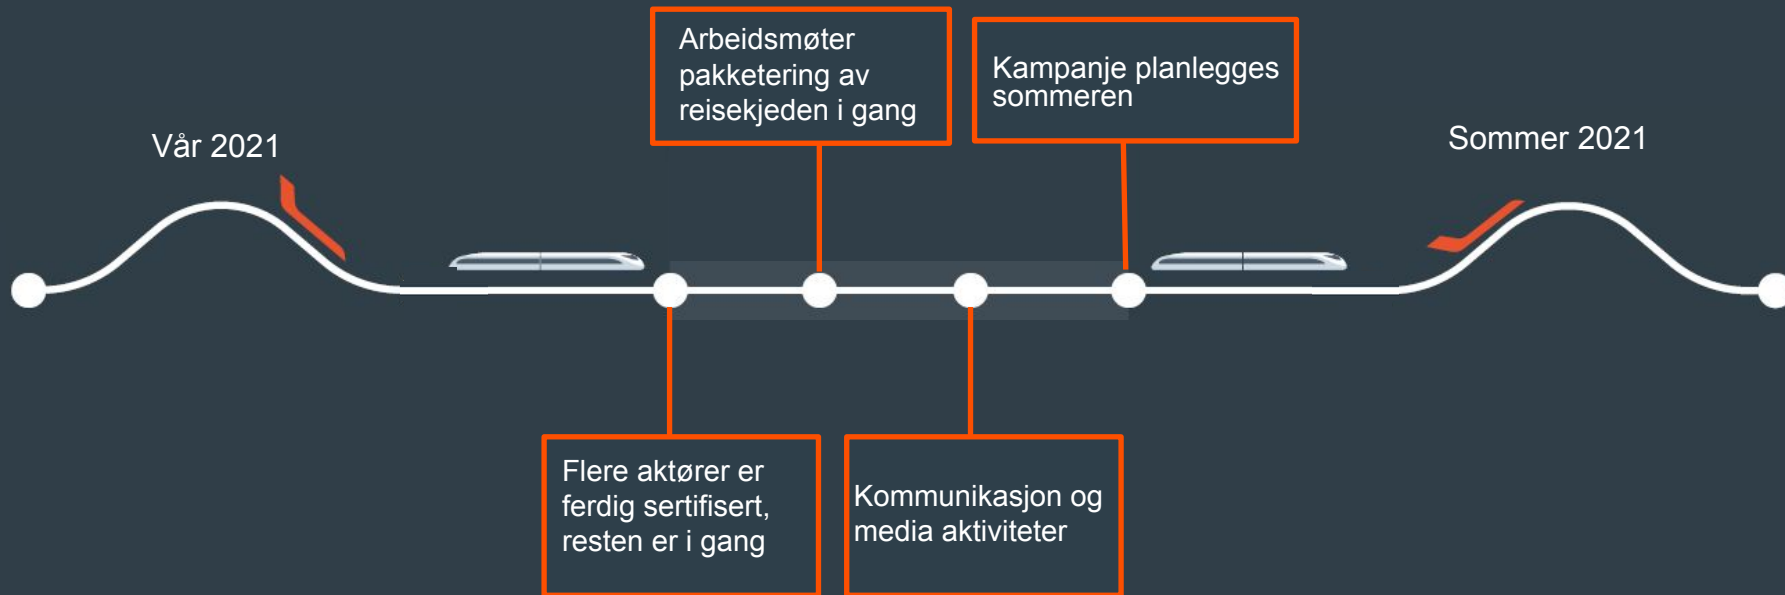 Vår 2021
Arbeidsmøter
pakketering av
reisekjeden i gang
Kampanje planlegges
sommeren
Sommer 2021
Flere aktører er
ferdig sertifisert,
resten er i gang
Kommunikasjon og
media aktiviteter